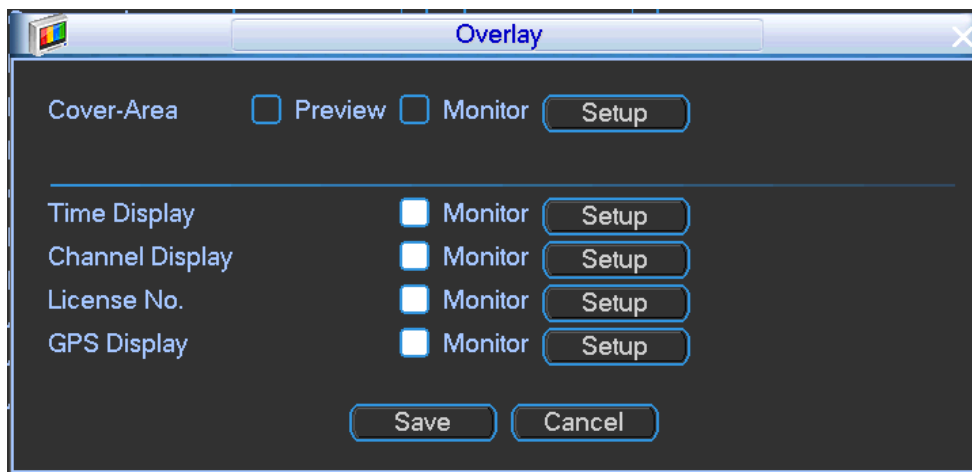 Overlay
Cover-Area Preview Monitor Setup
Time Display Monitor Setup
Channel Display Monitor Setup
License No. Monitor Setup
GPS Display Monitor Setup
Save Cancel